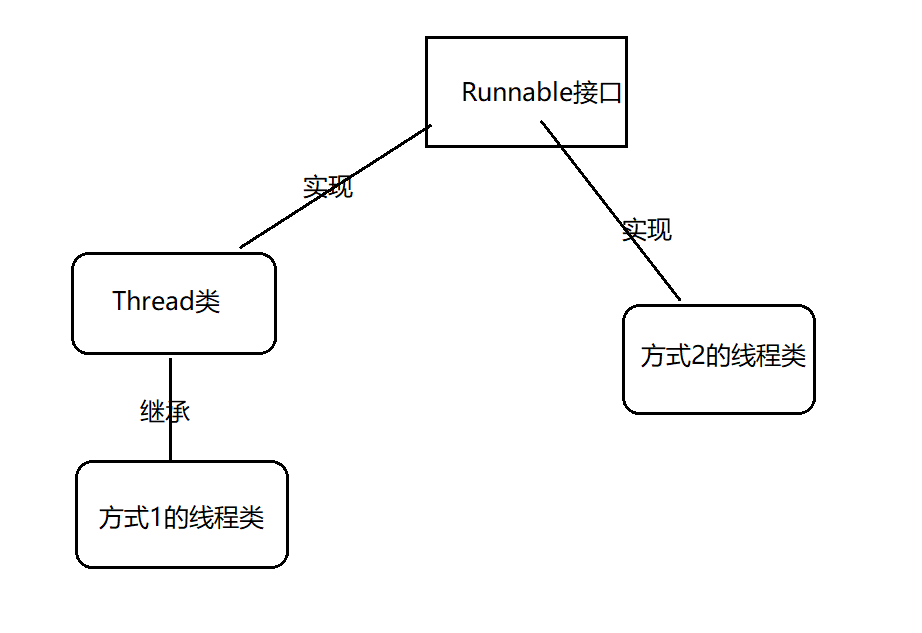 Runnable接口
实现
实现
Thread类
方式2的线程类
继承
方式1的线程类